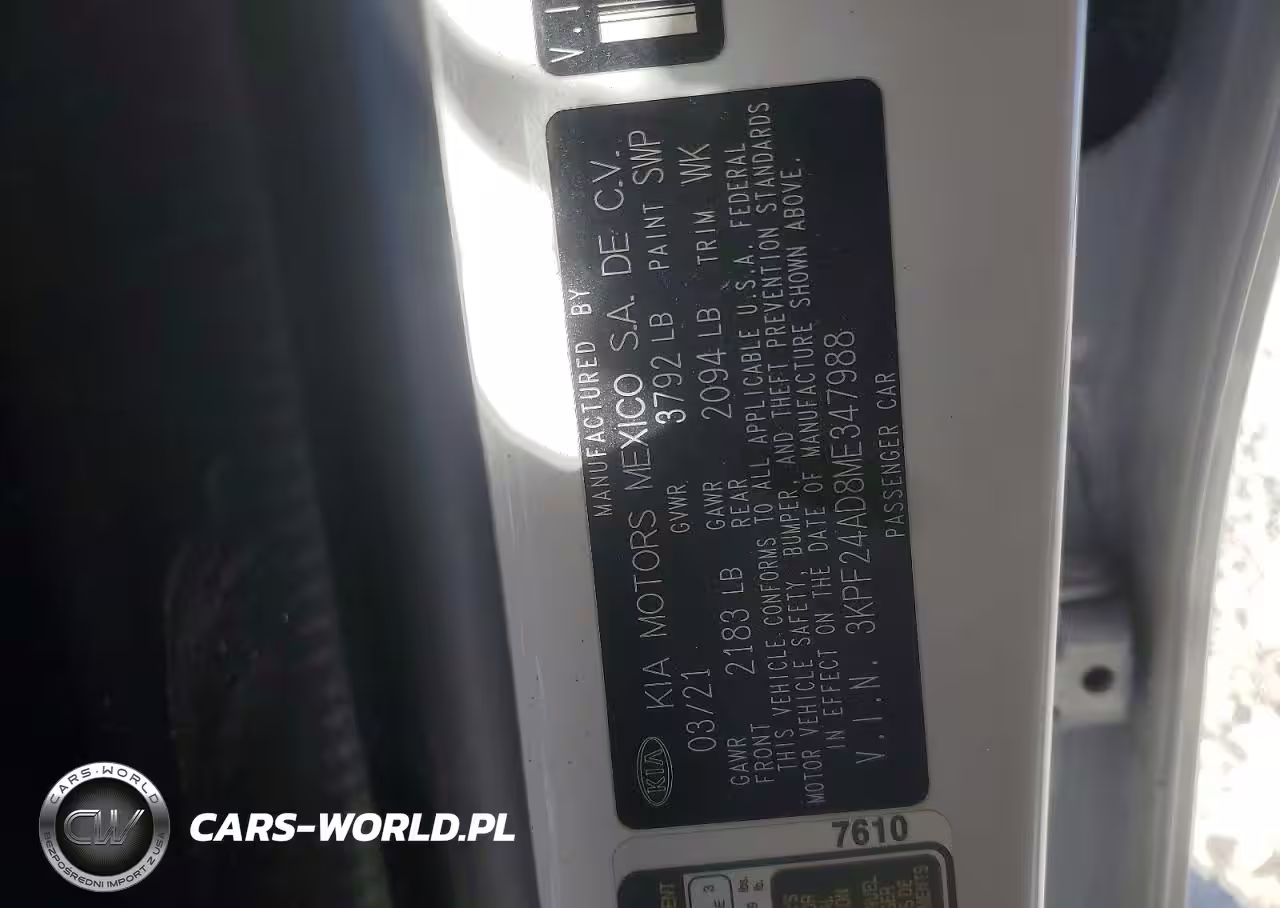 V.I
MANUFACTURED BY
KIA MOTORS MEXICO S.A. DE C.V.
03/21 GVWR 3792 LB PAINT SWP
GAWR FRONT 2183 LB GAWR REAR 2094 LB TRIM WK
THIS VEHICLE CONFORMS TO ALL APPLICABLE U.S.A. FEDERAL
MOTOR VEHICLE SAFETY, BUMPER, AND THEFT PREVENTION STANDARDS
IN EFFECT ON THE DATE OF MANUFACTURE SHOWN ABOVE.
V.I.N. 3KPF24AD8ME347988
PASSENGER CAR
KIA
7610
CARS-WORLD
CW
BEZPOŚREDNI IMPORT Z USA
CARS-WORLD.PL